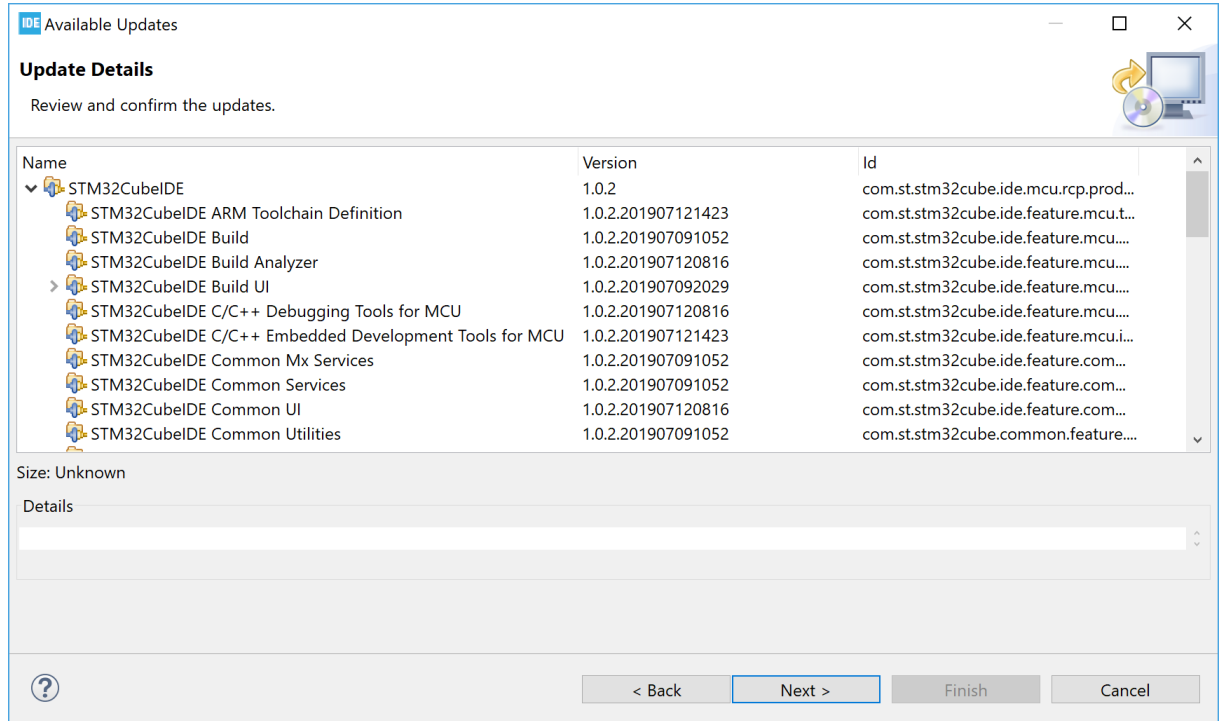 IDE Available Updates
Update Details
Review and confirm the updates.
Name Version Id
STM32CubeIDE 1.0.2 com.st.stm32cube.ide.mcu.rcp.prod...
STM32CubeIDE ARM Toolchain Definition 1.0.2.201907121423 com.st.stm32cube.ide.feature.mcu.t...
STM32CubeIDE Build 1.0.2.201907091052 com.st.stm32cube.ide.feature.mcu....
STM32CubeIDE Build Analyzer 1.0.2.201907120816 com.st.stm32cube.ide.feature.mcu....
STM32CubeIDE Build UI 1.0.2.201907092029 com.st.stm32cube.ide.feature.mcu....
STM32CubeIDE C/C++ Debugging Tools for MCU 1.0.2.201907120816 com.st.stm32cube.ide.feature.mcu....
STM32CubeIDE C/C++ Embedded Development Tools for MCU 1.0.2.201907121423 com.st.stm32cube.ide.feature.mcu.i...
STM32CubeIDE Common Mx Services 1.0.2.201907091052 com.st.stm32cube.ide.feature.com...
STM32CubeIDE Common Services 1.0.2.201907091052 com.st.stm32cube.ide.feature.com...
STM32CubeIDE Common UI 1.0.2.201907120816 com.st.stm32cube.ide.feature.com...
STM32CubeIDE Common Utilities 1.0.2.201907091052 com.st.stm32cube.common.feature....
Size: Unknown
Details
? < Back Next > Finish Cancel